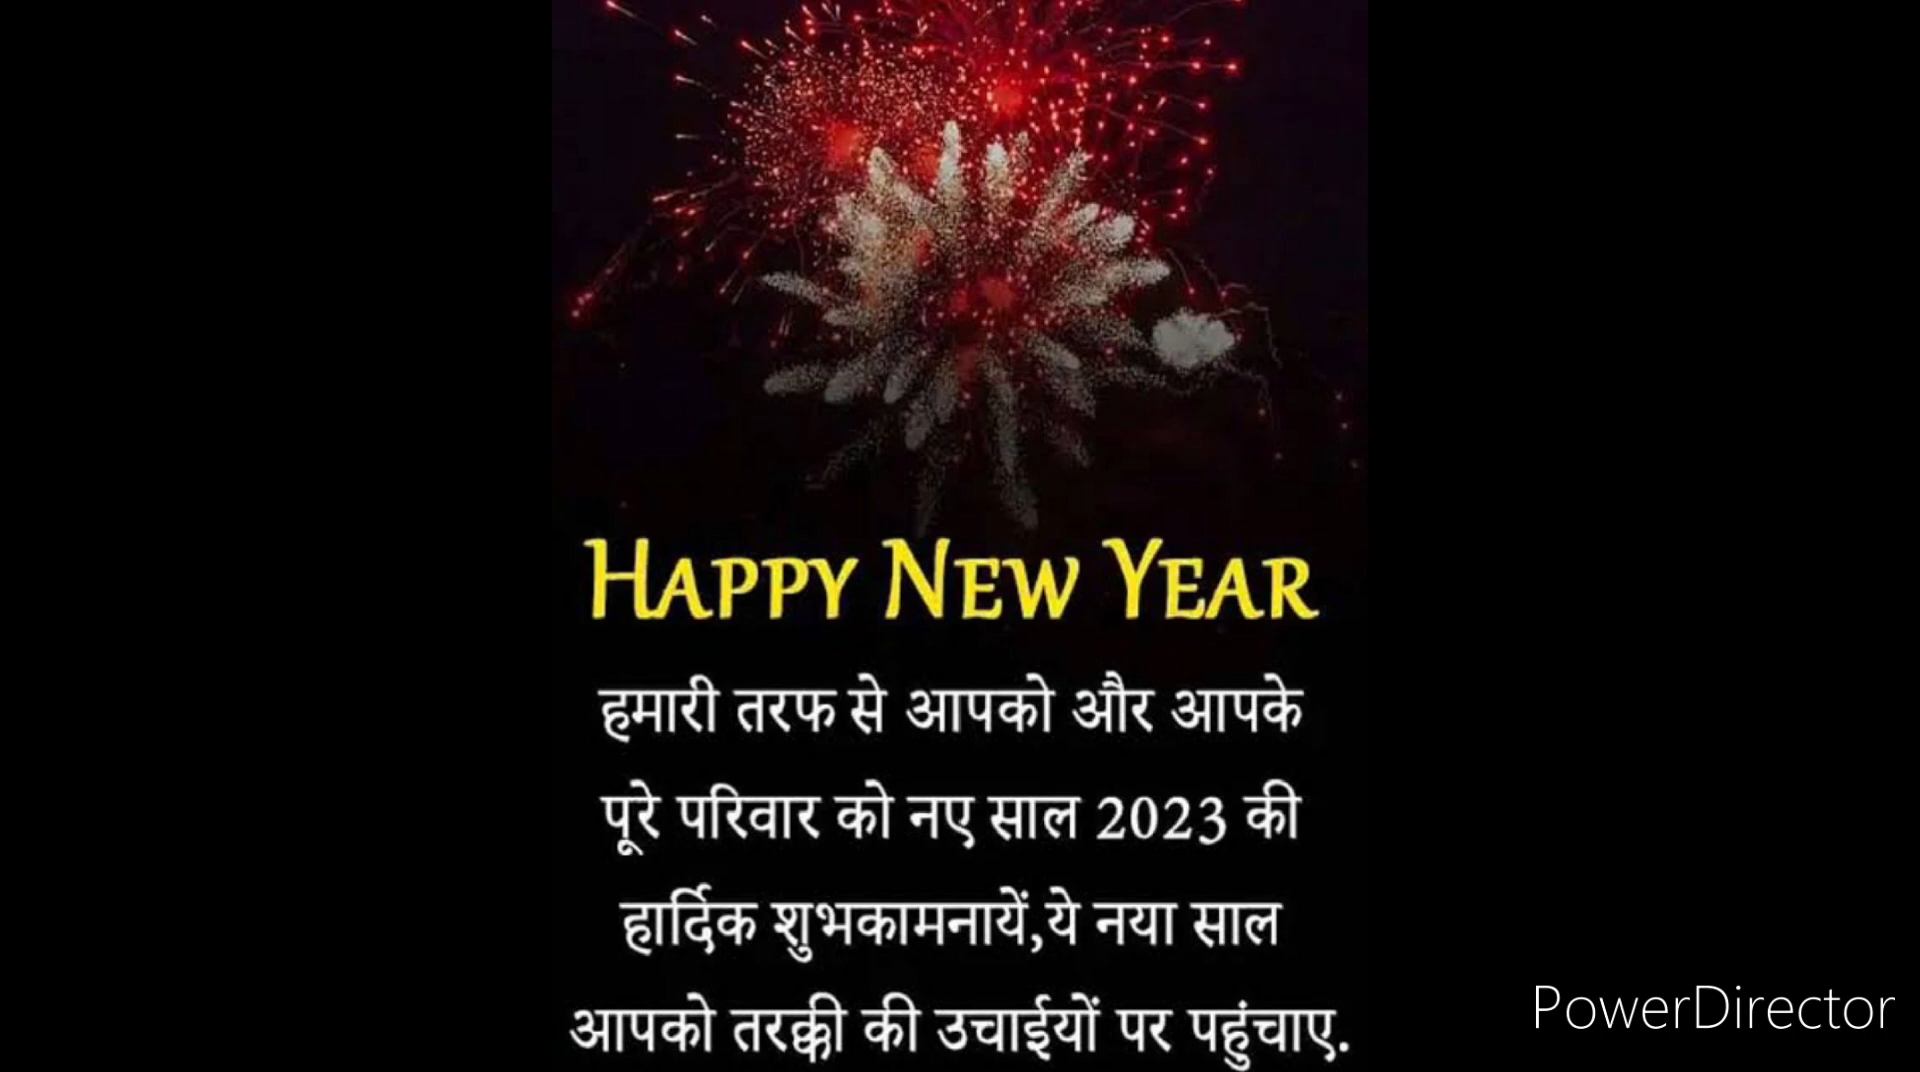 HAPPY NEW YEAR
हमारी तरफ से आपको और आपके
पूरे परिवार को नए साल 2023 की
हार्दिक शुभकामनायें,ये नया साल
आपको तरक्की की उचाईयों पर पहुंचाए.
PowerDirector